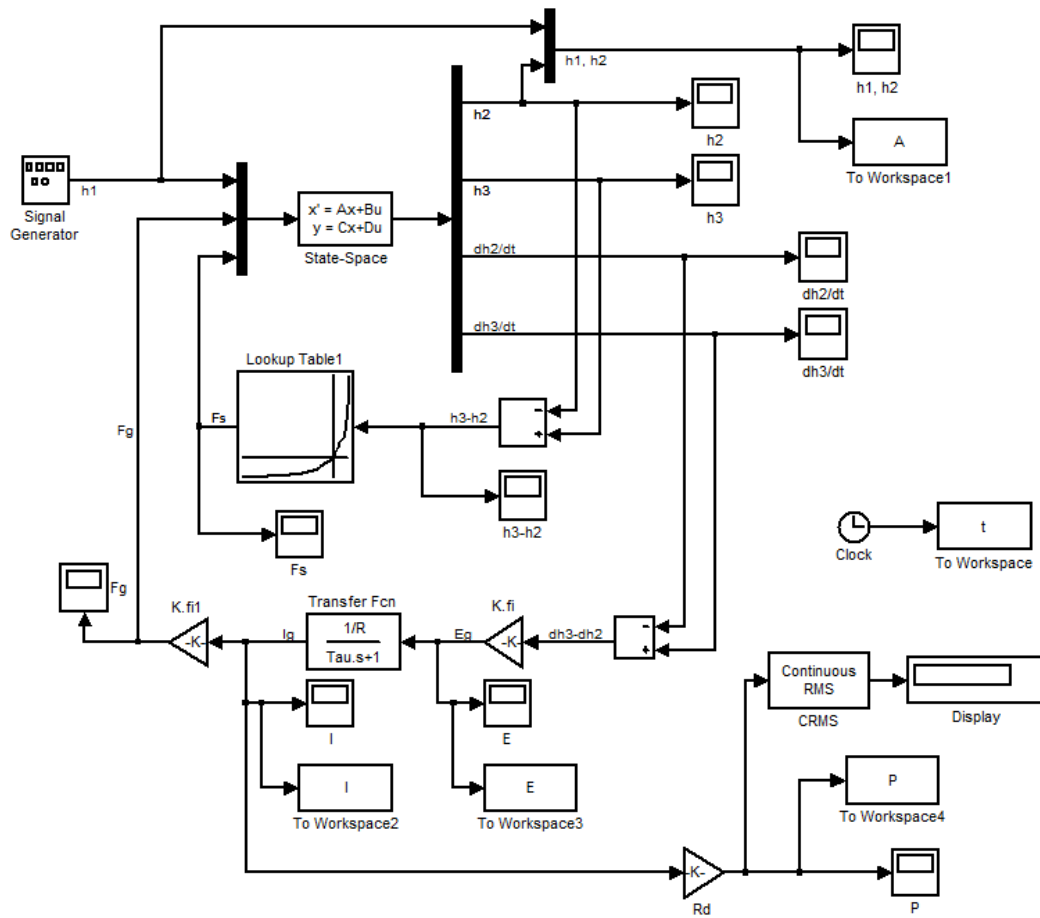 h1, h2
h1, h2
h2
h2
A
To Workspace1
h1
Signal
Generator
x' = Ax+Bu
y = Cx+Du
State-Space
h3
h3
dh2/dt
dh2/dt
dh3/dt
dh3/dt
Lookup Table1
Fs
h3-h2
-
+
Fg
h3-h2
Fs
Clock
t
To Workspace
Fg
K.fi1
-K-
Ig
Transfer Fcn
1/R
Tau.s+1
Eg
K.fi
-K-
dh3-dh2
-
+
Continuous
RMS
CRMS
Display
I
E
I
To Workspace2
E
To Workspace3
P
To Workspace4
-K-
Rd
P